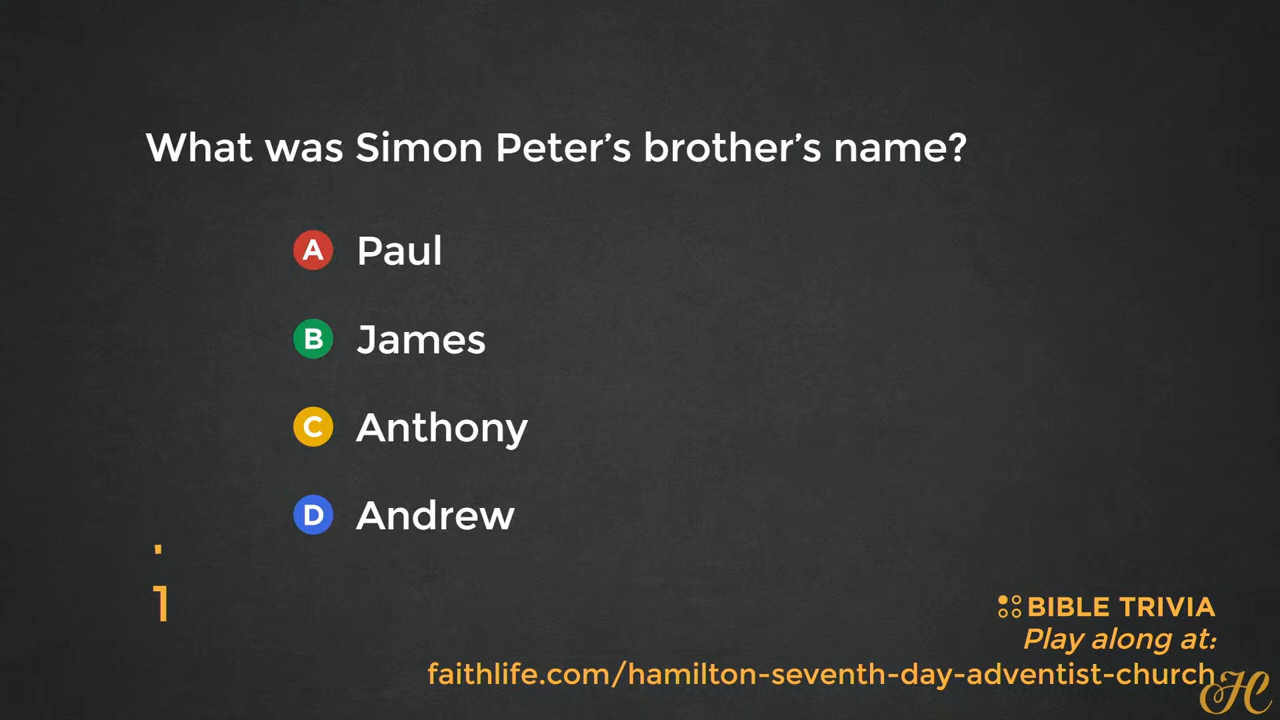 What was Simon Peter’s brother’s name?
A Paul
B James
C Anthony
D Andrew
1
BIBLE TRIVIA
Play along at:
faithlife.com/hamilton-seventh-day-adventist-church
HC